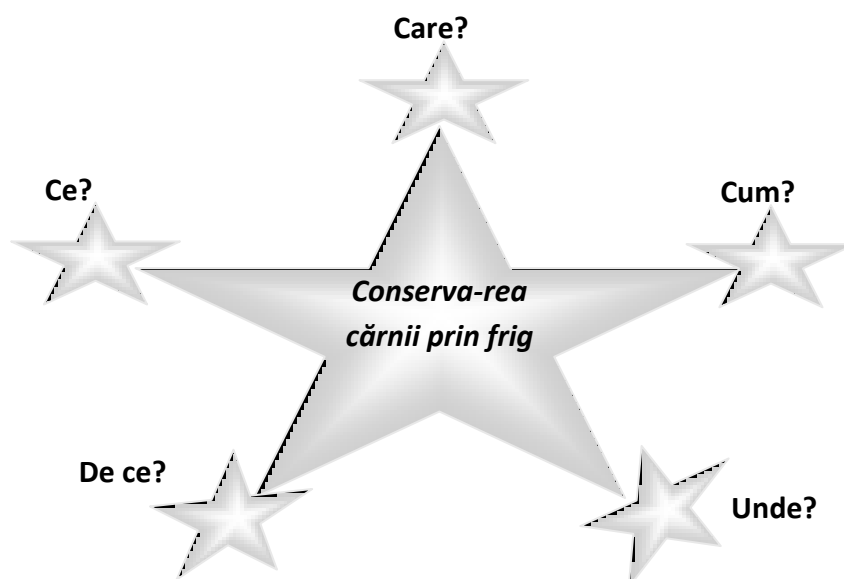 Care?
Ce?
Cum?
Conserva-rea
cărnii prin frig
De ce?
Unde?